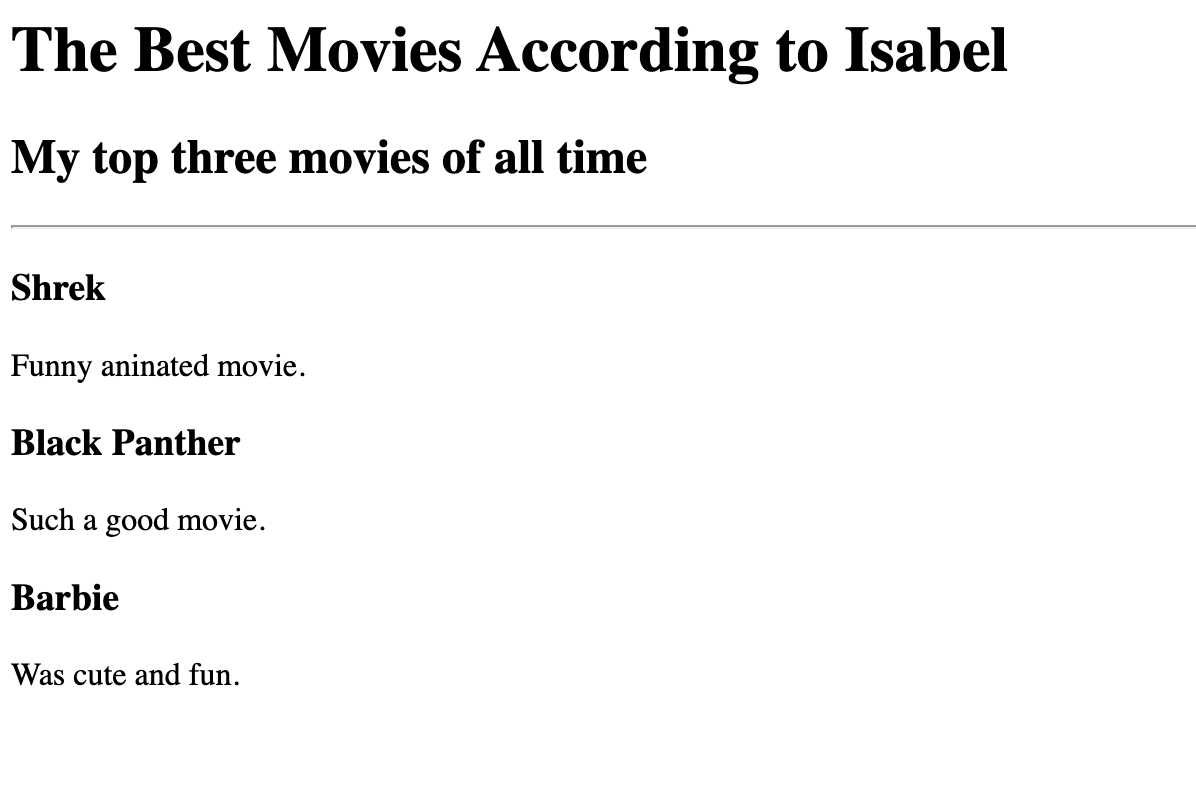 The Best Movies According to Isabel
My top three movies of all time
Shrek
Funny aninated movie.
Black Panther
Such a good movie.
Barbie
Was cute and fun.